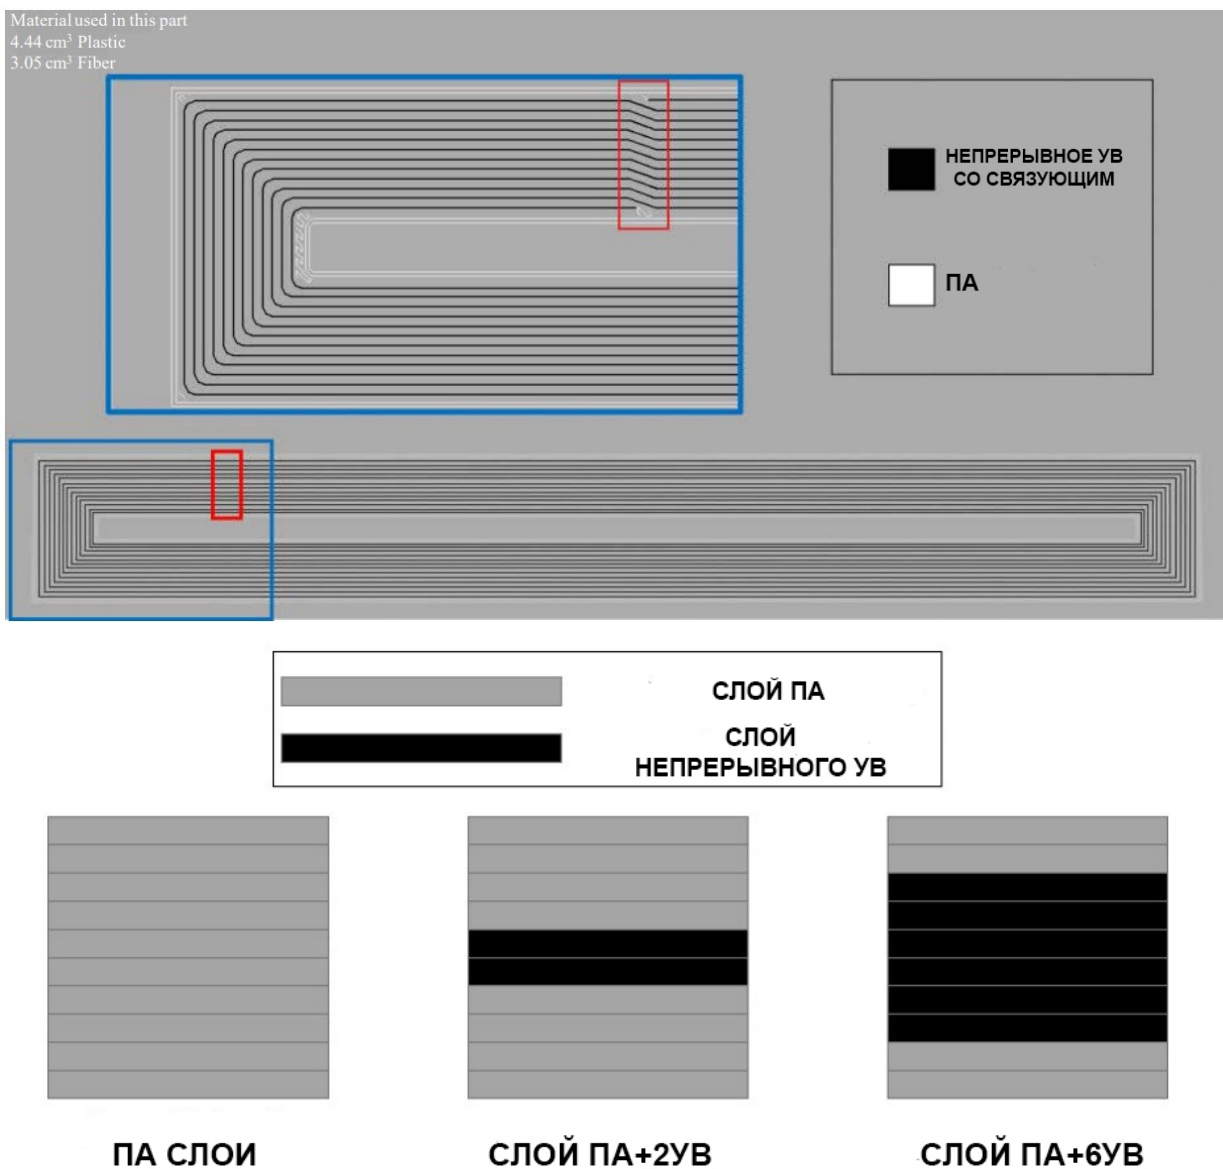 Material used in this part
4.44 cm³ Plastic
3.05 cm³ Fiber
НЕПРЕРЫВНОЕ УВ
СО СВЯЗУЮЩИМ
ПА
СЛОЙ ПА
СЛОЙ
НЕПРЕРЫВНОГО УВ
ПА СЛОИ
СЛОЙ ПА+2УВ
СЛОЙ ПА+6УВ